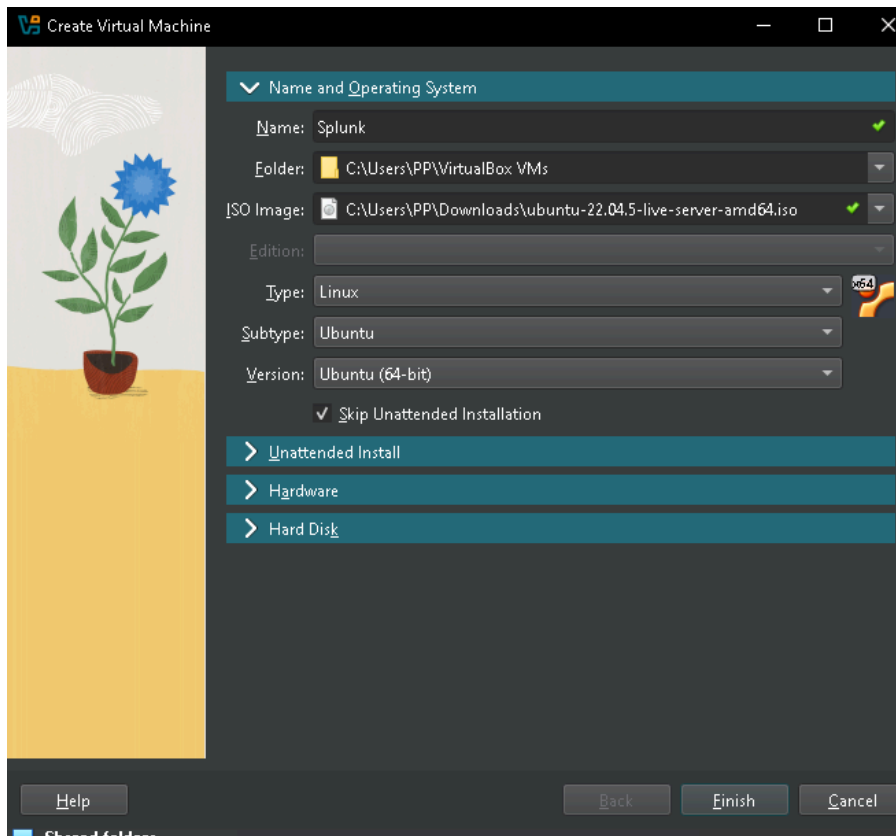 Create Virtual Machine
Name and Operating System
Name: Splunk
Folder: C:\Users\PP\VirtualBox VMs
ISO Image: C:\Users\PP\Downloads\ubuntu-22.04.5-live-server-amd64.iso
Edition:
Type: Linux
x64
Subtype: Ubuntu
Version: Ubuntu (64-bit)
Skip Unattended Installation
Unattended Install
Hardware
Hard Disk
Help Back Finish Cancel
Shared folders